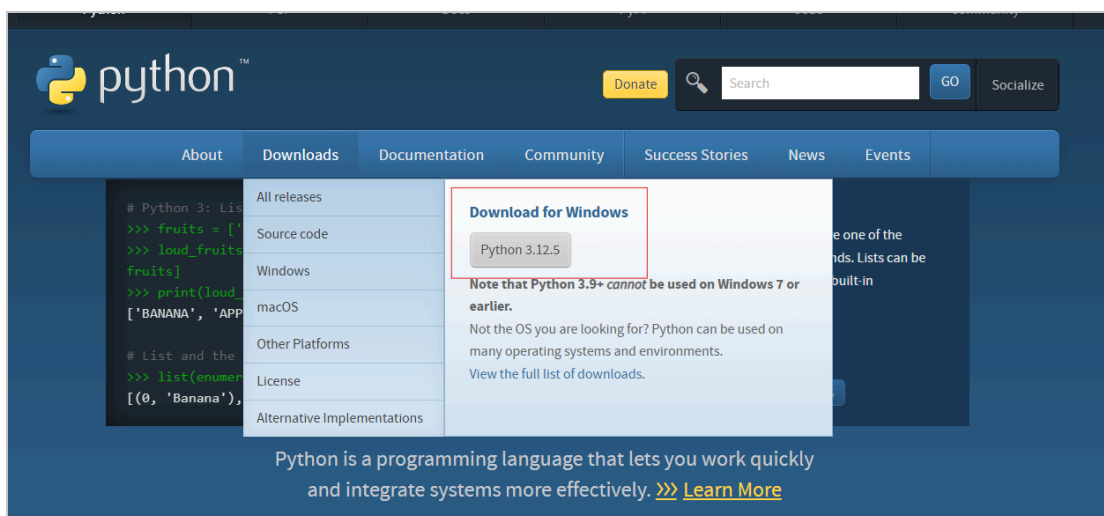 python™
Donate
Search
GO
Socialize
About Downloads Documentation Community Success Stories News Events
All releases
Source code
Windows
macOS
Other Platforms
License
Alternative Implementations
Download for Windows
Python 3.12.5
Note that Python 3.9+ cannot be used on Windows 7 or
earlier.
Not the OS you are looking for? Python can be used on
many operating systems and environments.
View the full list of downloads.
# Python 3: Lis
>>> fruits = ['
>>> loud_fruits
fruits]
>>> print(loud_
['BANANA', 'APP
# List and the
>>> list(enumer
[(0, 'Banana'),
e one of the
nds. Lists can be
built-in
Python is a programming language that lets you work quickly
and integrate systems more effectively. >>> Learn More